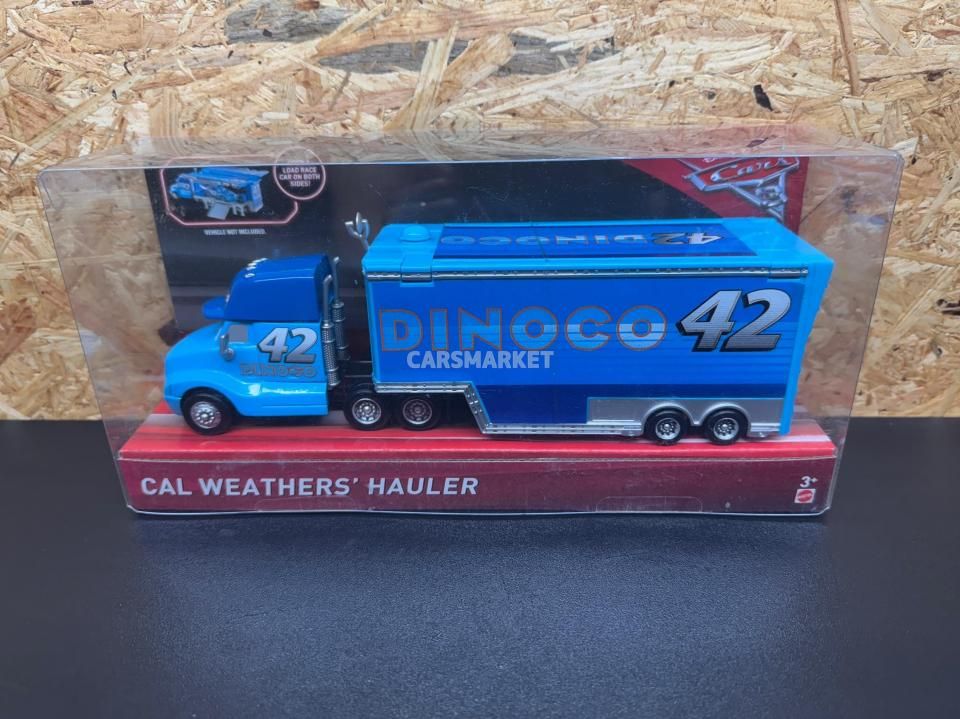 LOAD RACE
CAR ON BOTH
SIDES!
VEHICLE NOT INCLUDED.
42 DINOCO
42
DINOCO
DINOCO 42
CARSMARKET
CAL WEATHERS' HAULER
3+